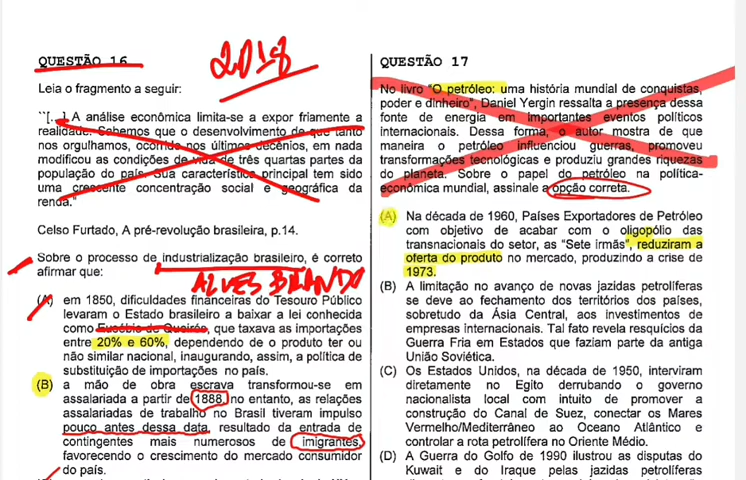 QUESTÃO 16
2018
Leia o fragmento a seguir:
``[...] A análise econômica limita-se a expor friamente a
realidade. Sabemos que o desenvolvimento de que tanto
nos orgulhamos, ocorrido nos últimos decênios, em nada
modificou as condições de vida de três quartas partes da
população do país. Sua característica principal tem sido
uma crescente concentração social e geográfica da
renda."
Celso Furtado, A pré-revolução brasileira, p.14.
Sobre o processo de industrialização brasileiro, é correto
afirmar que:
ALVES BRANCO
(A) em 1850, dificuldades financeiras do Tesouro Público
levaram o Estado brasileiro a baixar a lei conhecida
como Eusébio de Queirós, que taxava as importações
entre 20% e 60%, dependendo de o produto ter ou
não similar nacional, inaugurando, assim, a política de
substituição de importações no país.
(B) a mão de obra escrava transformou-se em
assalariada a partir de 1888, no entanto, as relações
assalariadas de trabalho no Brasil tiveram impulso
pouco antes dessa data, resultado da entrada de
contingentes mais numerosos de imigrantes,
favorecendo o crescimento do mercado consumidor
do país.
QUESTÃO 17
No livro "O petróleo: uma história mundial de conquistas,
poder e dinheiro", Daniel Yergin ressalta a presença dessa
fonte de energia em importantes eventos políticos
internacionais. Dessa forma, o autor mostra de que
maneira o petróleo influenciou guerras, promoveu
transformações tecnológicas e produziu grandes riquezas
do planeta. Sobre o papel do petróleo na política-
econômica mundial, assinale a opção correta.
(A) Na década de 1960, Países Exportadores de Petróleo
com objetivo de acabar com o oligopólio das
transnacionais do setor, as "Sete irmãs", reduziram a
oferta do produto no mercado, produzindo a crise de
1973.
(B) A limitação no avanço de novas jazidas petrolíferas
se deve ao fechamento dos territórios dos países,
sobretudo da Ásia Central, aos investimentos de
empresas internacionais. Tal fato revela resquícios da
Guerra Fria em Estados que faziam parte da antiga
União Soviética.
(C) Os Estados Unidos, na década de 1950, interviram
diretamente no Egito derrubando o governo
nacionalista local com intuito de promover a
construção do Canal de Suez, conectar os Mares
Vermelho/Mediterrâneo ao Oceano Atlântico e
controlar a rota petrolífera no Oriente Médio.
(D) A Guerra do Golfo de 1990 ilustrou as disputas do
Kuwait e do Iraque pelas jazidas petrolíferas